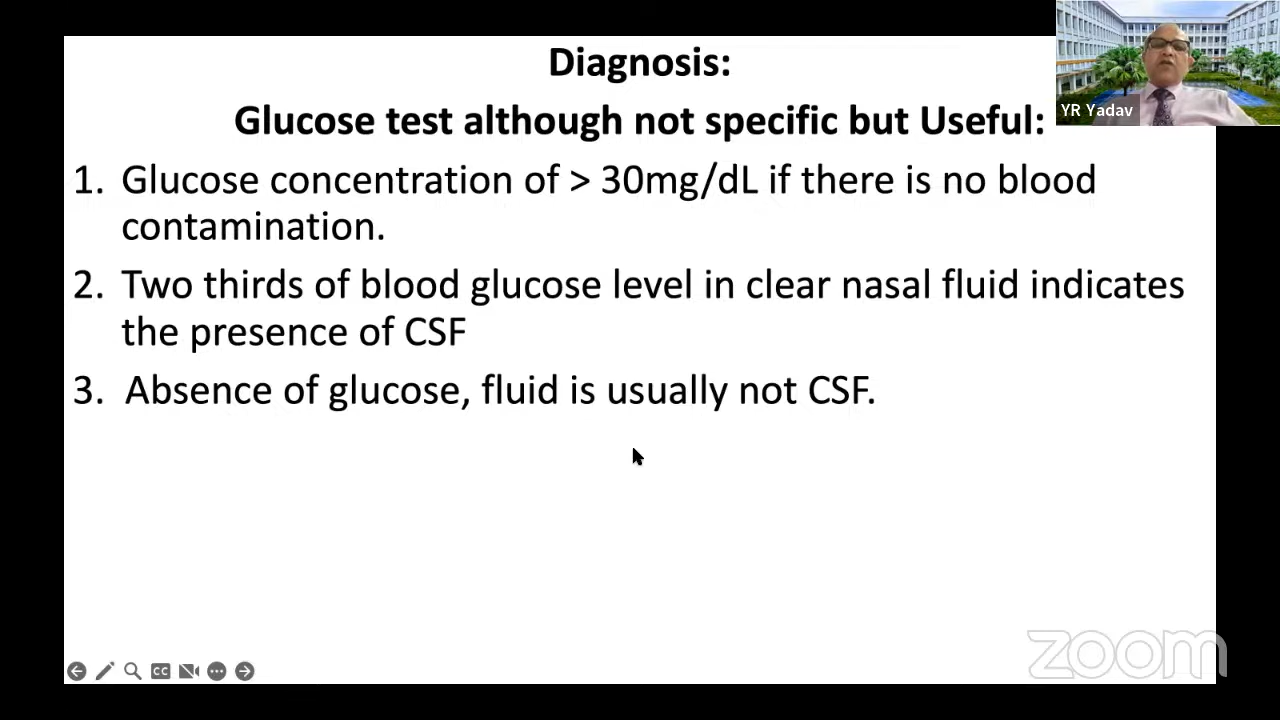 Diagnosis:
Glucose test although not specific but Useful:
YR Yadav
1. Glucose concentration of > 30mg/dL if there is no blood
contamination.
2. Two thirds of blood glucose level in clear nasal fluid indicates
the presence of CSF
3. Absence of glucose, fluid is usually not CSF.
CC
zoom